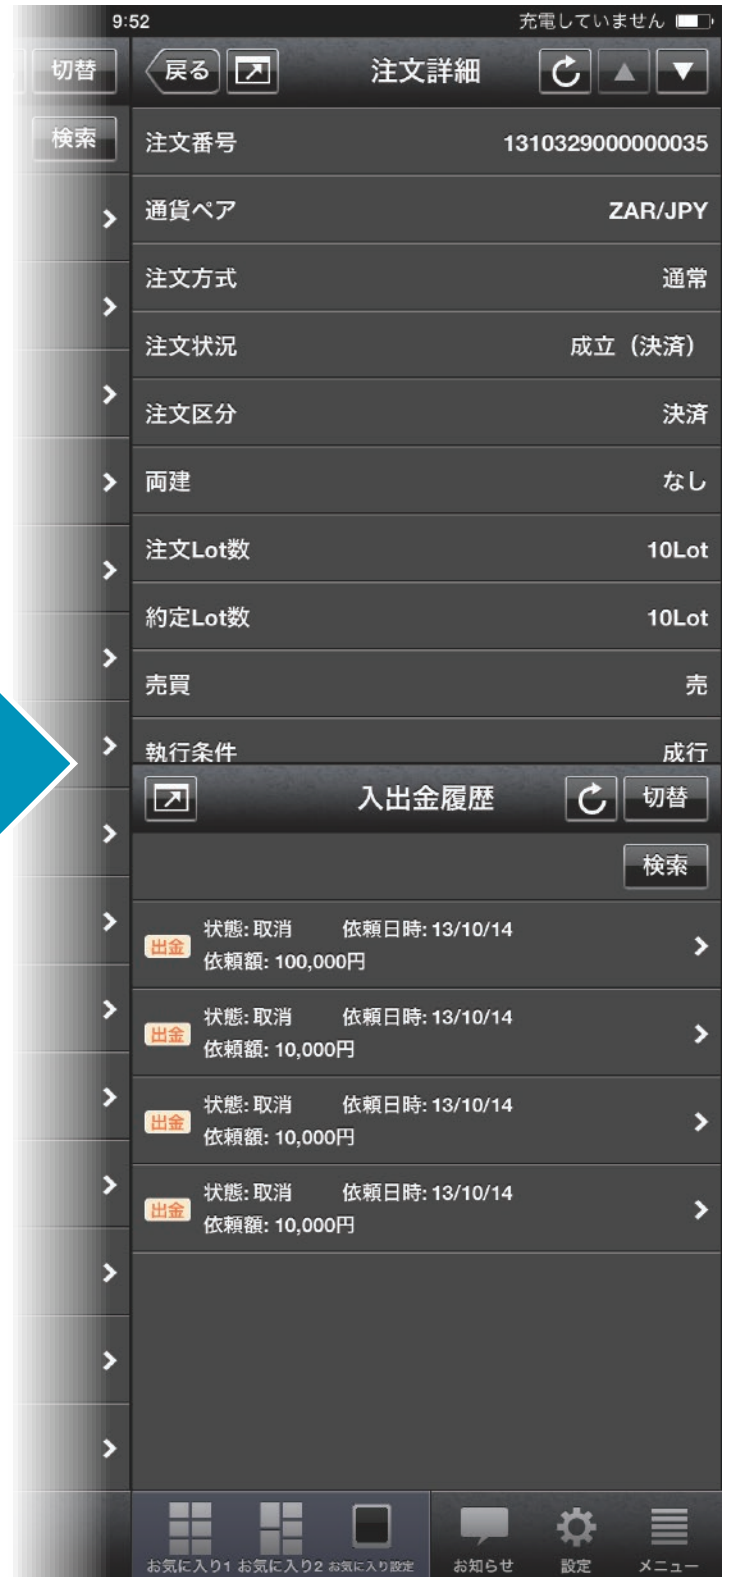 9:52 充電していません
切替 戻る 注文詳細
検索 注文番号 1310329000000035
通貨ペア ZAR/JPY
注文方式 通常
注文状況 成立（決済）
注文区分 決済
両建 なし
注文Lot数 10Lot
約定Lot数 10Lot
売買 売
執行条件 成行
入出金履歴 切替
検索
状態: 取消 依頼日時: 13/10/14
出金
依頼額: 100,000円
状態: 取消 依頼日時: 13/10/14
出金
依頼額: 10,000円
状態: 取消 依頼日時: 13/10/14
出金
依頼額: 10,000円
状態: 取消 依頼日時: 13/10/14
出金
依頼額: 10,000円
お気に入り1 お気に入り2 お気に入り設定 お知らせ 設定 メニュー